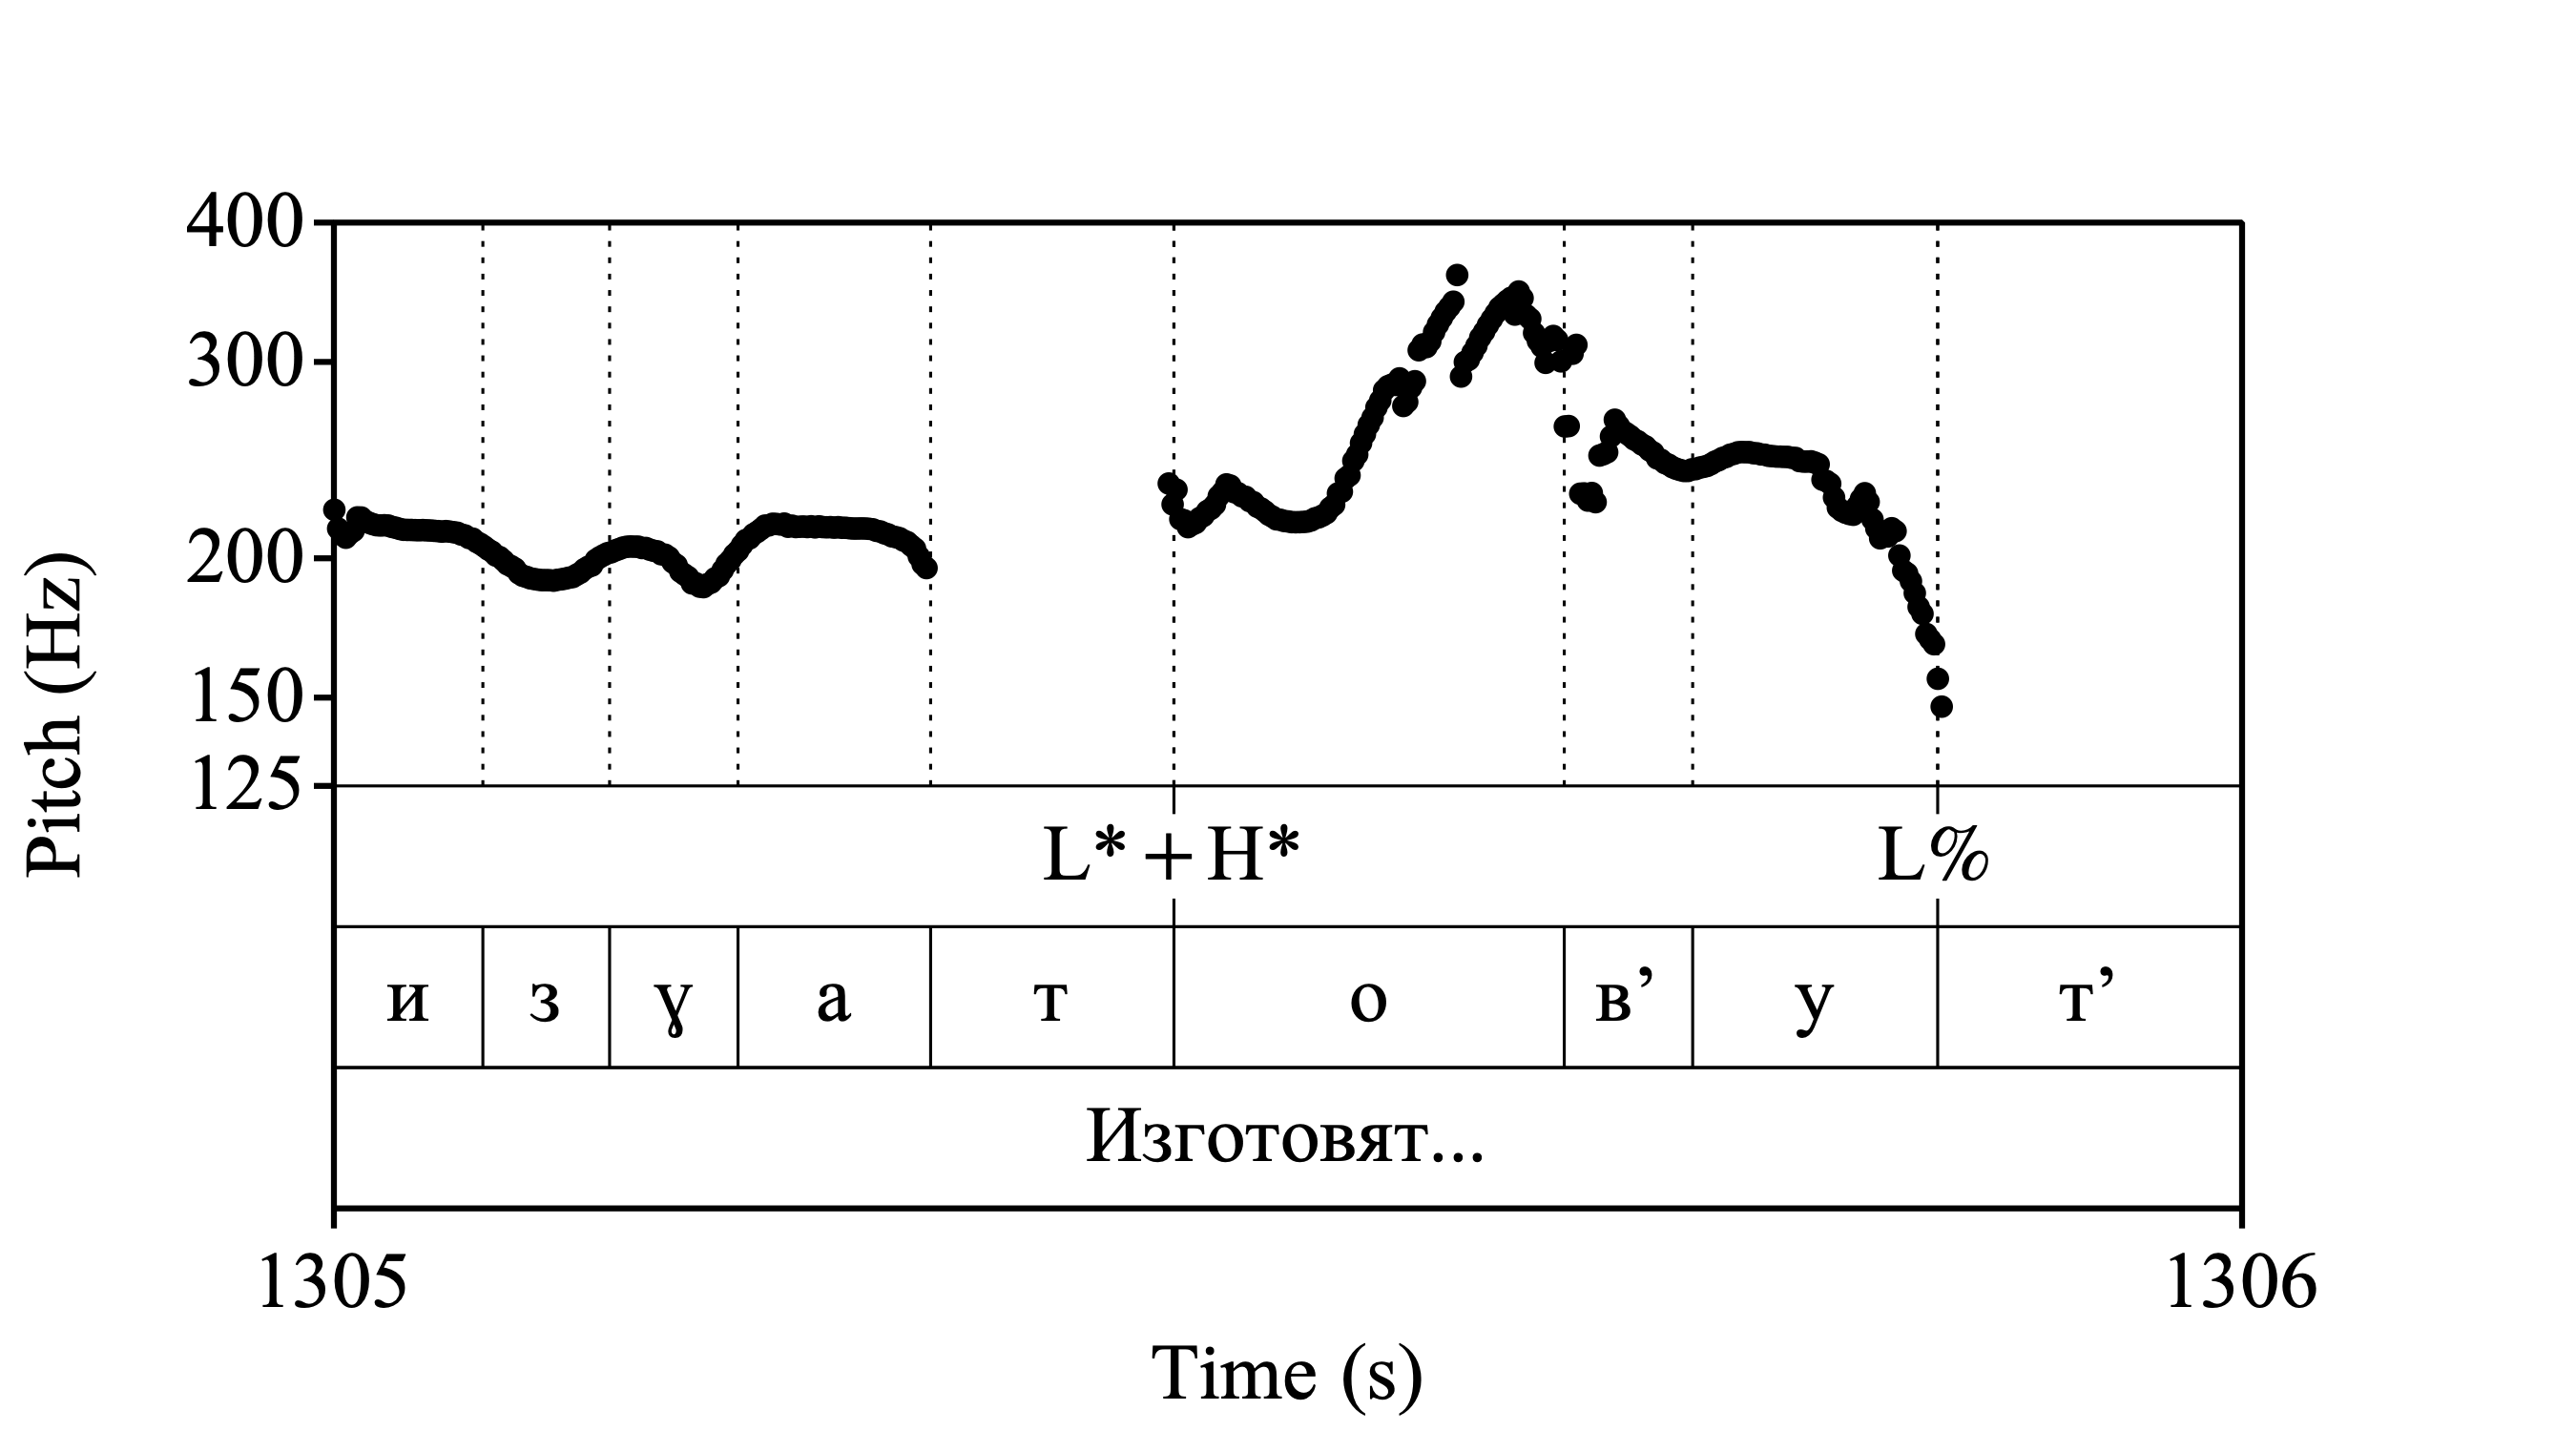 Pitch (Hz)
400
300
200
150
125
L*+H* L%
и з ɣ а т о в’ у т’
Изготовят...
1305 1306
Time (s)